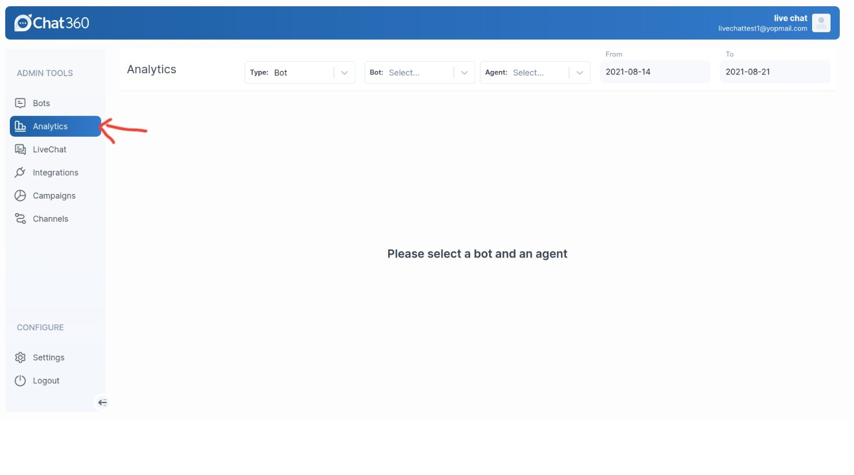 Chat360
live chat
livechattest1@yopmail.com
ADMIN TOOLS
Bots
Analytics
LiveChat
Integrations
Campaigns
Channels
CONFIGURE
Settings
Logout
Analytics
Type: Bot
Bot: Select...
Agent: Select...
From
2021-08-14
To
2021-08-21
Please select a bot and an agent